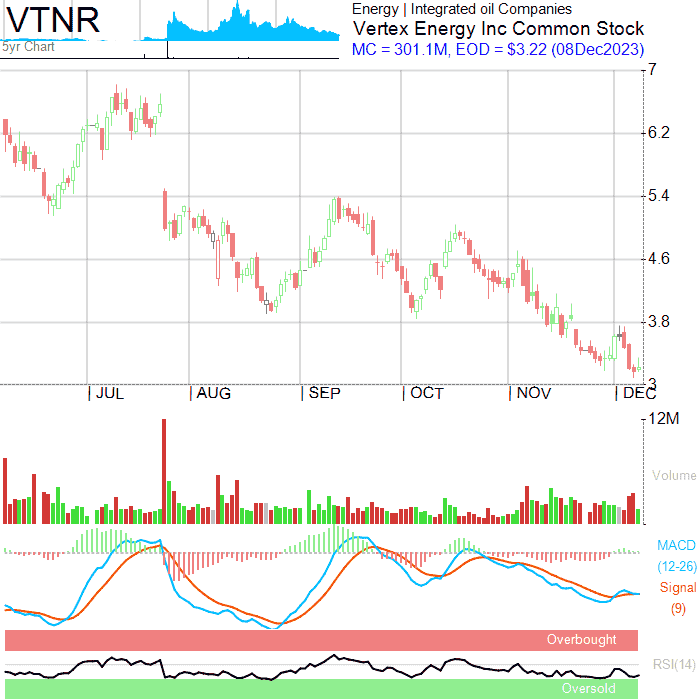 VTNR
5yr Chart
Energy | Integrated oil Companies
Vertex Energy Inc Common Stock
MC = 301.1M, EOD = $3.22 (08Dec2023)
7
6.2
5.4
4.6
3.8
3
| JUL | AUG | SEP | OCT | NOV | DEC
12M
Volume
MACD
(12-26)
Signal
(9)
Overbought
RSI(14)
Oversold